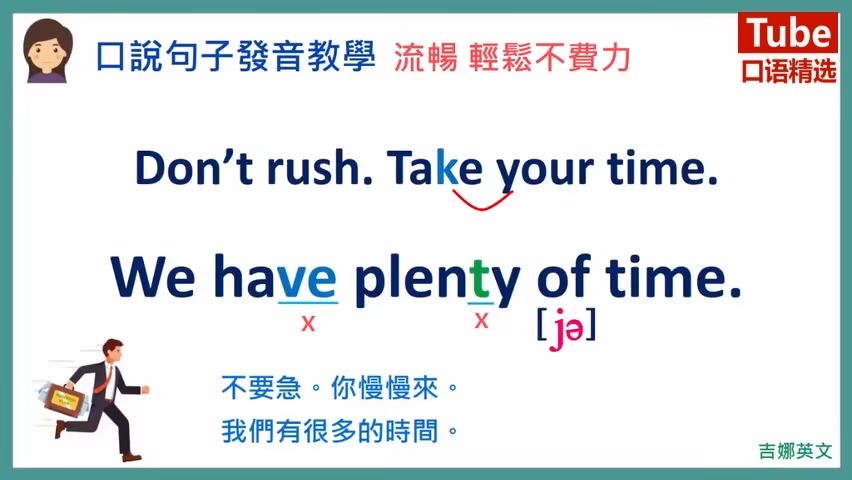 口說句子發音教學 流暢 輕鬆不費力
Tube
口语精选
Don't rush. Take your time.
We have plenty of time.
x x [jə]
不要急。你慢慢來。
我們有很多的時間。
吉娜英文